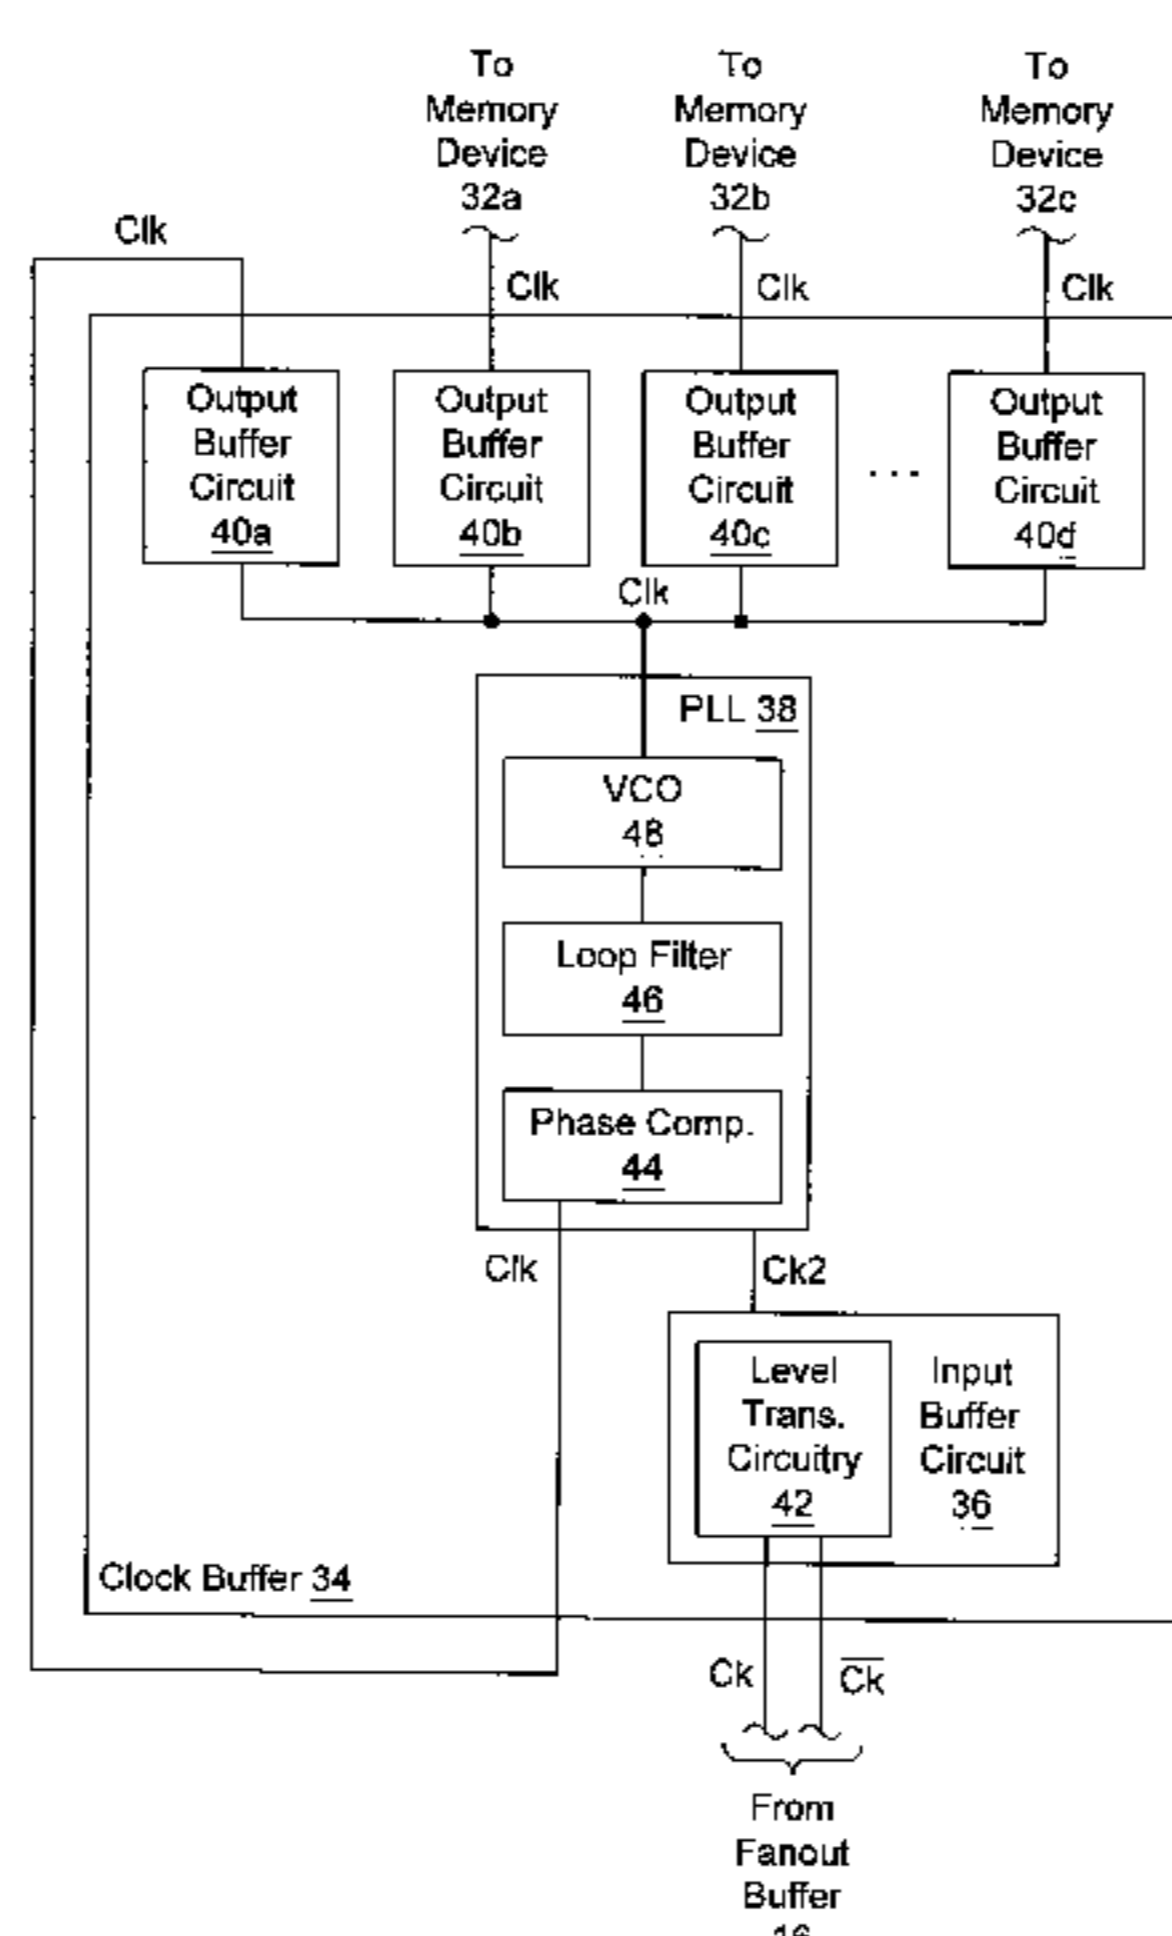 To
Memory
Device
32a
To
Memory
Device
32b
To
Memory
Device
32c
Clk
Clk
Clk
Clk
Output
Buffer
Circuit
40a
Output
Buffer
Circuit
40b
Output
Buffer
Circuit
40c
...
Output
Buffer
Circuit
40d
Clk
PLL 38
VCO
48
Loop Filter
46
Phase Comp.
44
Clk
Ck2
Level
Trans.
Circuitry
42
Input
Buffer
Circuit
36
Clock Buffer 34
Ck
C̅k̅
From
Fanout
Buffer